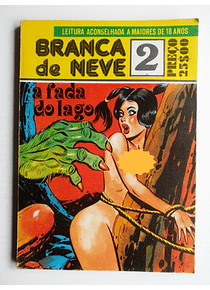 LEITURA ACONSELHADA A MAIORES DE 18 ANOS
BRANCA
de NEVE
2
PREÇO
25$00
a fada
do lago